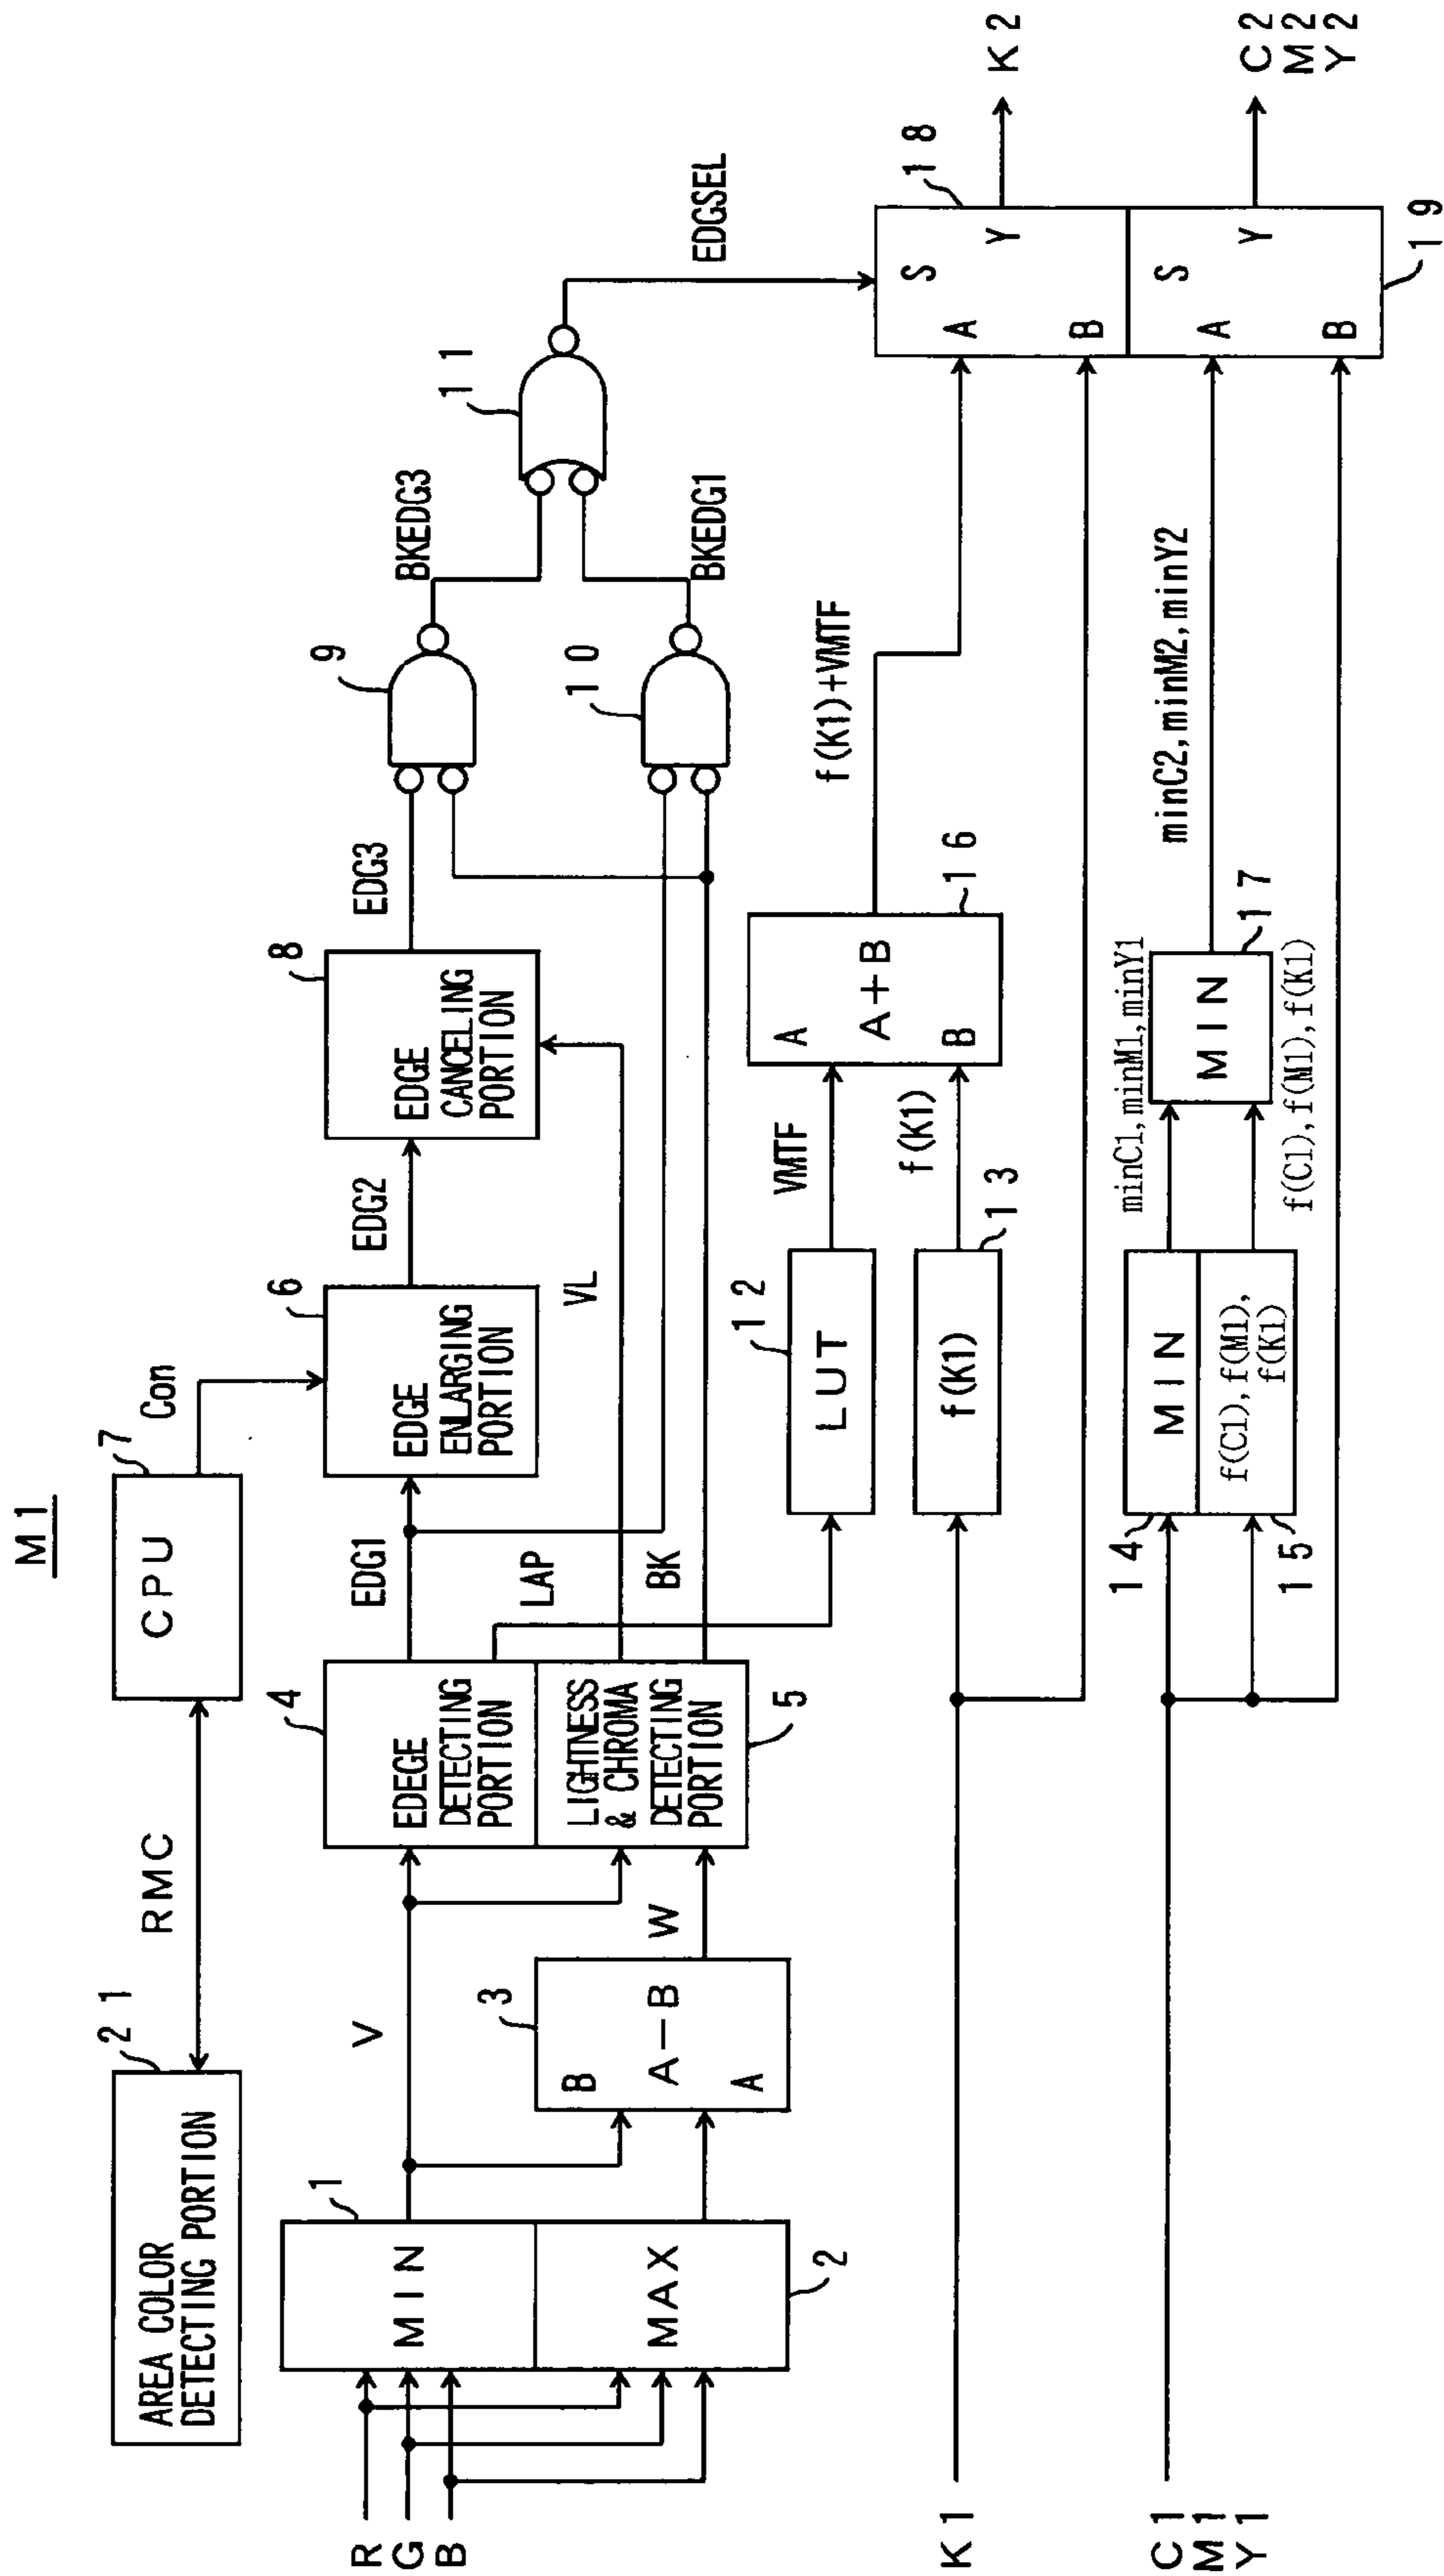 M1
AREA COLOR
DETECTING PORTION
21
RMC
CPU
7
Con
R
G
B
MIN
1
MAX
2
V
B
A−B
A
3
W
EDEGE
DETECTING
PORTION
4
LIGHTNESS
& CHROMA
DETECTING
PORTION
5
EDG1
LAP
VL
BK
EDGE
ENLARGING
PORTION
6
EDG2
EDGE
CANCELING
PORTION
8
EDG3
9
10
BKEDG3
BKEDG1
11
EDGSEL
LUT
12
VMTF
f(K1)
13
f(K1)
A
A+B
B
16
f(K1)+VMTF
K1
C1
M1
Y1
MIN
14
f(C1),f(M1),
f(K1)
15
minC1,minM1,minY1
f(C1),f(M1),f(K1)
MIN
17
minC2,minM2,minY2
S
A
Y
B
18
S
A
Y
B
19
K2
C2
M2
Y2